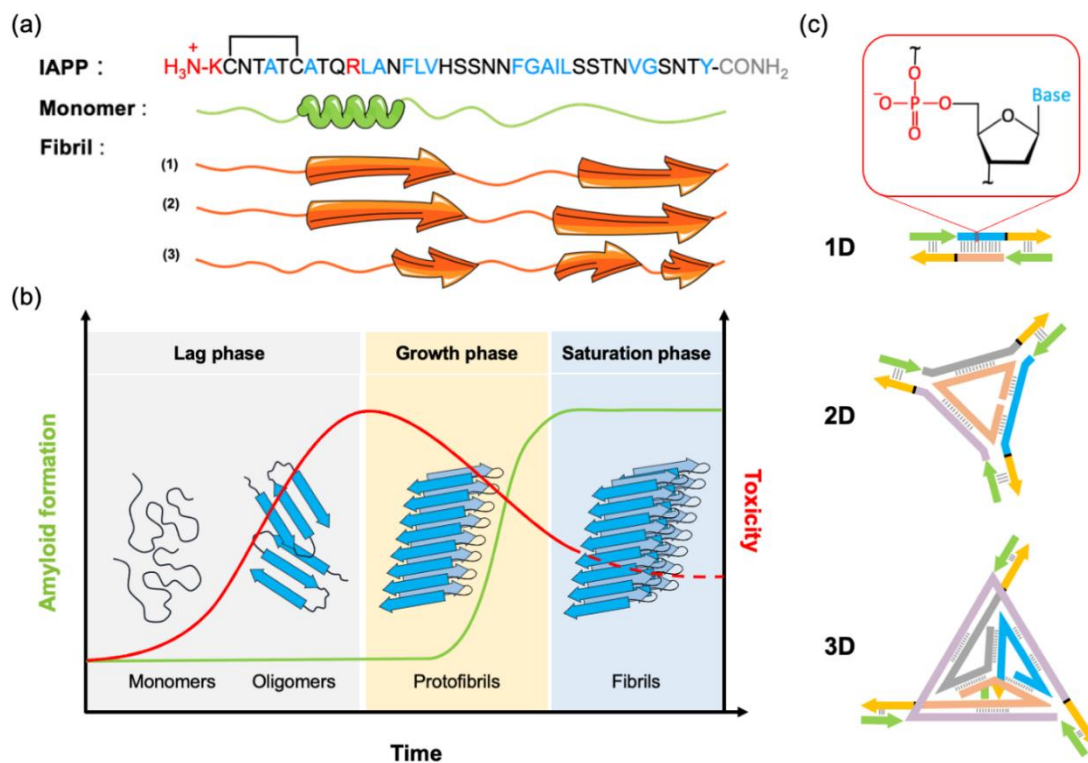 (a)
IAPP :
H3N+-KCNTATCATQRLANFLVHSSNNFGAILSSTNVGSNTY-CONH2
Monomer :
Fibril :
(1)
(2)
(3)
(b)
Lag phase
Growth phase
Saturation phase
Amyloid formation
Toxicity
Monomers
Oligomers
Protofibrils
Fibrils
Time
(c)
O
−O
P
O
O
O
Base
1D
2D
3D